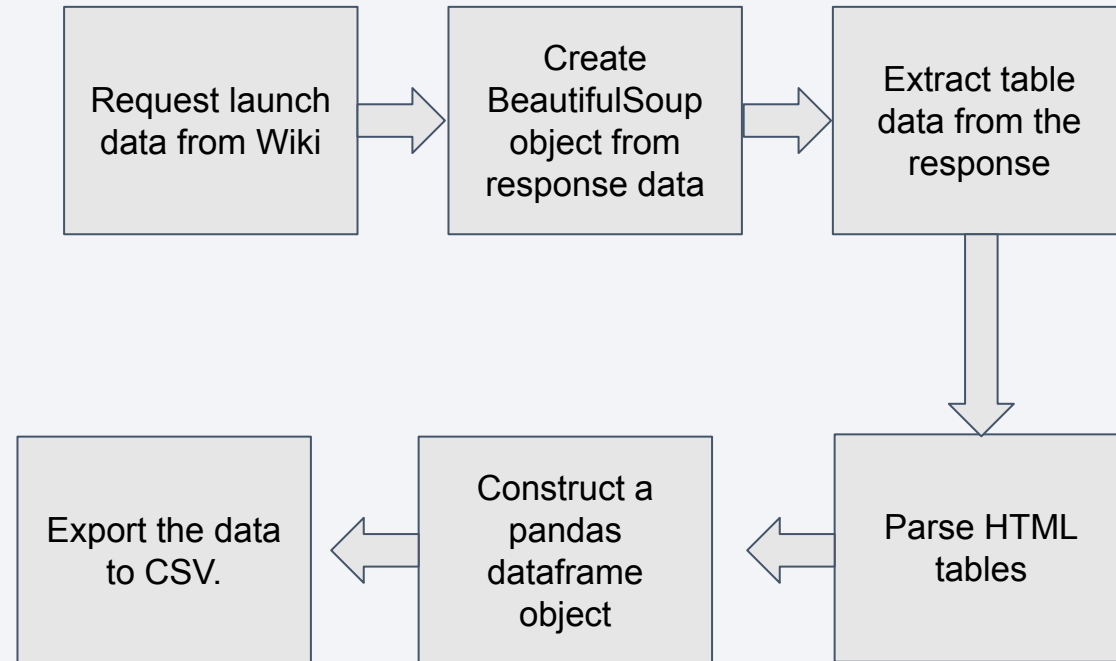 Request launch
data from Wiki
Create
BeautifulSoup
object from
response data
Extract table
data from the
response
Parse HTML
tables
Construct a
pandas
dataframe
object
Export the data
to CSV.